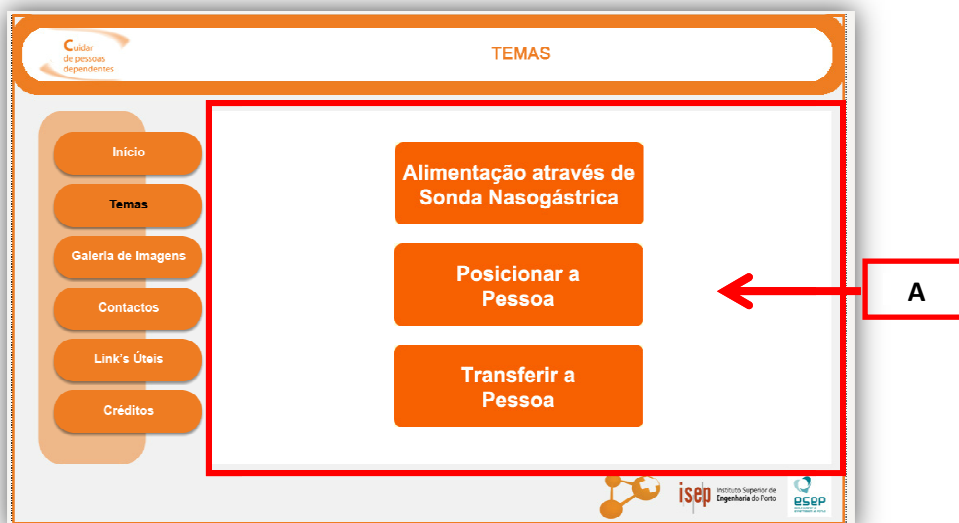 Cuidar
de pessoas
dependentes
TEMAS
Início
Temas
Galeria de Imagens
Contactos
Link's Úteis
Créditos
Alimentação através de
Sonda Nasogástrica
Posicionar a
Pessoa
Transferir a
Pessoa
A
isep
Instituto Superior de
Engenharia do Porto
esep